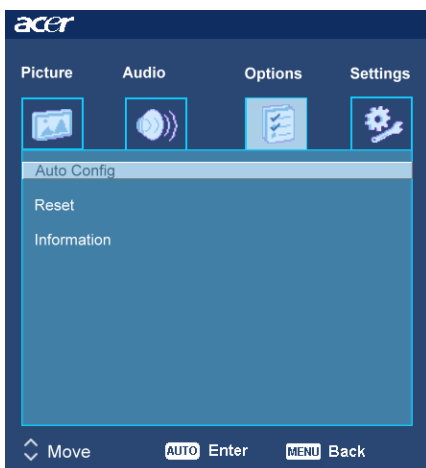 acer
Picture Audio Options Settings
Auto Config
Reset
Information
Move AUTO Enter MENU Back